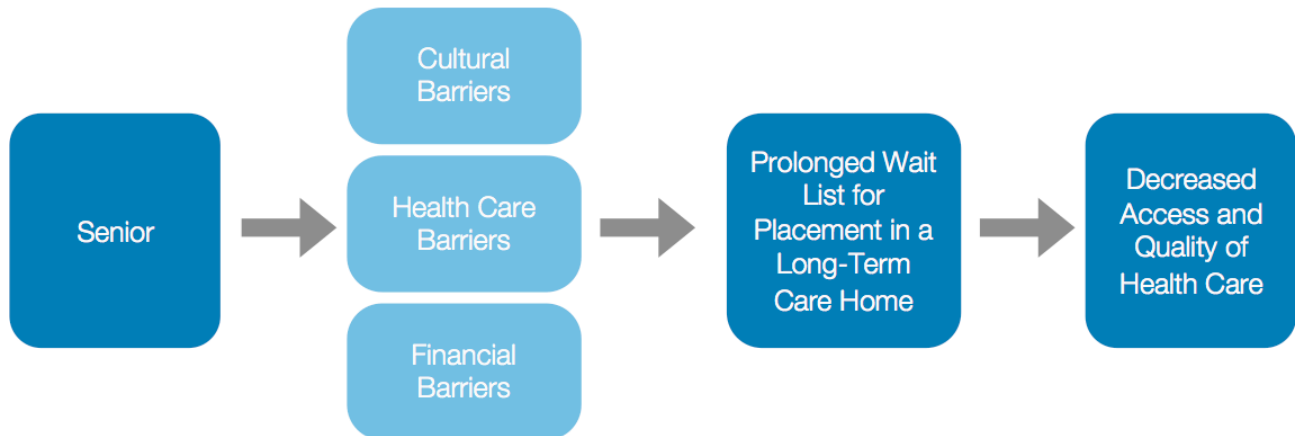 Senior
Cultural
Barriers
Health Care
Barriers
Financial
Barriers
Prolonged Wait
List for
Placement in a
Long-Term
Care Home
Decreased
Access and
Quality of
Health Care